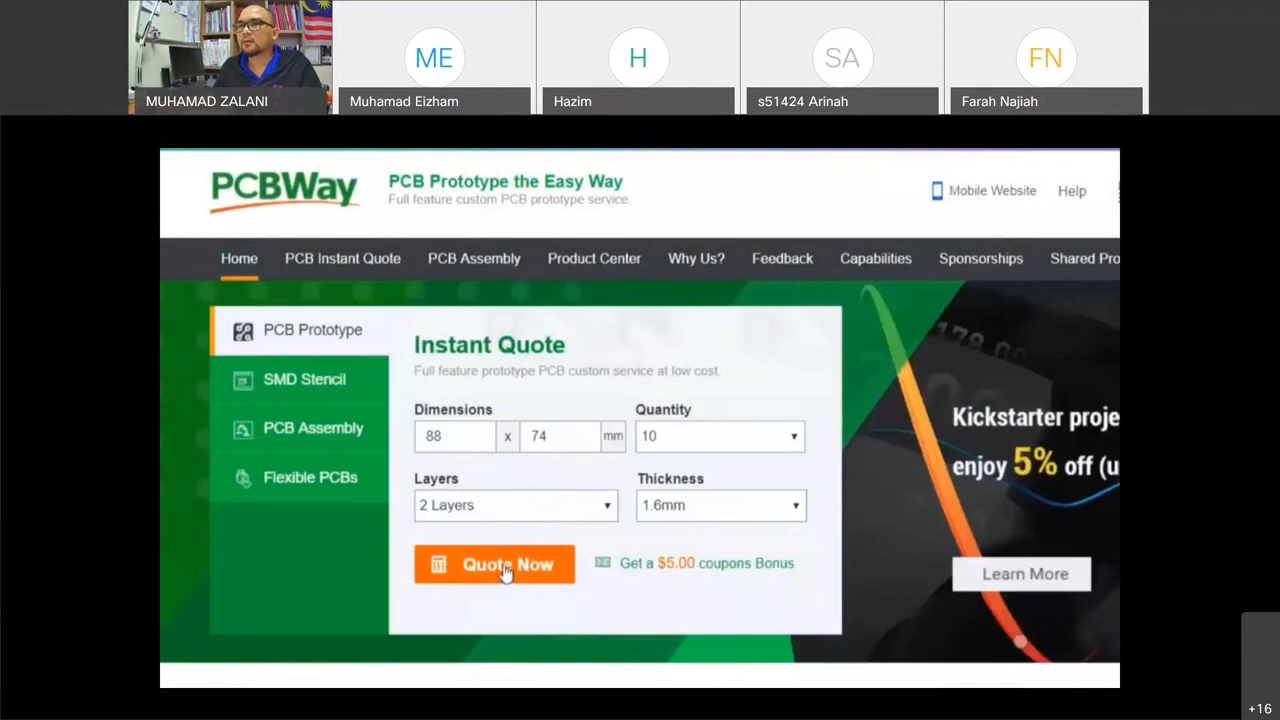 ME
H
SA
FN
MUHAMAD ZALANI
Muhamad Eizham
Hazim
s51424 Arinah
Farah Najiah
PCBWay
PCB Prototype the Easy Way
Full feature custom PCB prototype service.
Mobile Website
Help
Home
PCB Instant Quote
PCB Assembly
Product Center
Why Us?
Feedback
Capabilities
Sponsorships
Shared Pro
PCB Prototype
SMD Stencil
PCB Assembly
Flexible PCBs
Instant Quote
Full feature prototype PCB custom service at low cost.
Dimensions
Quantity
88 x 74 mm
10
Layers
Thickness
2 Layers
1.6mm
Quote Now
Get a $5.00 coupons Bonus
178.00
Kickstarter proje
enjoy 5% off (u
Learn More
+16